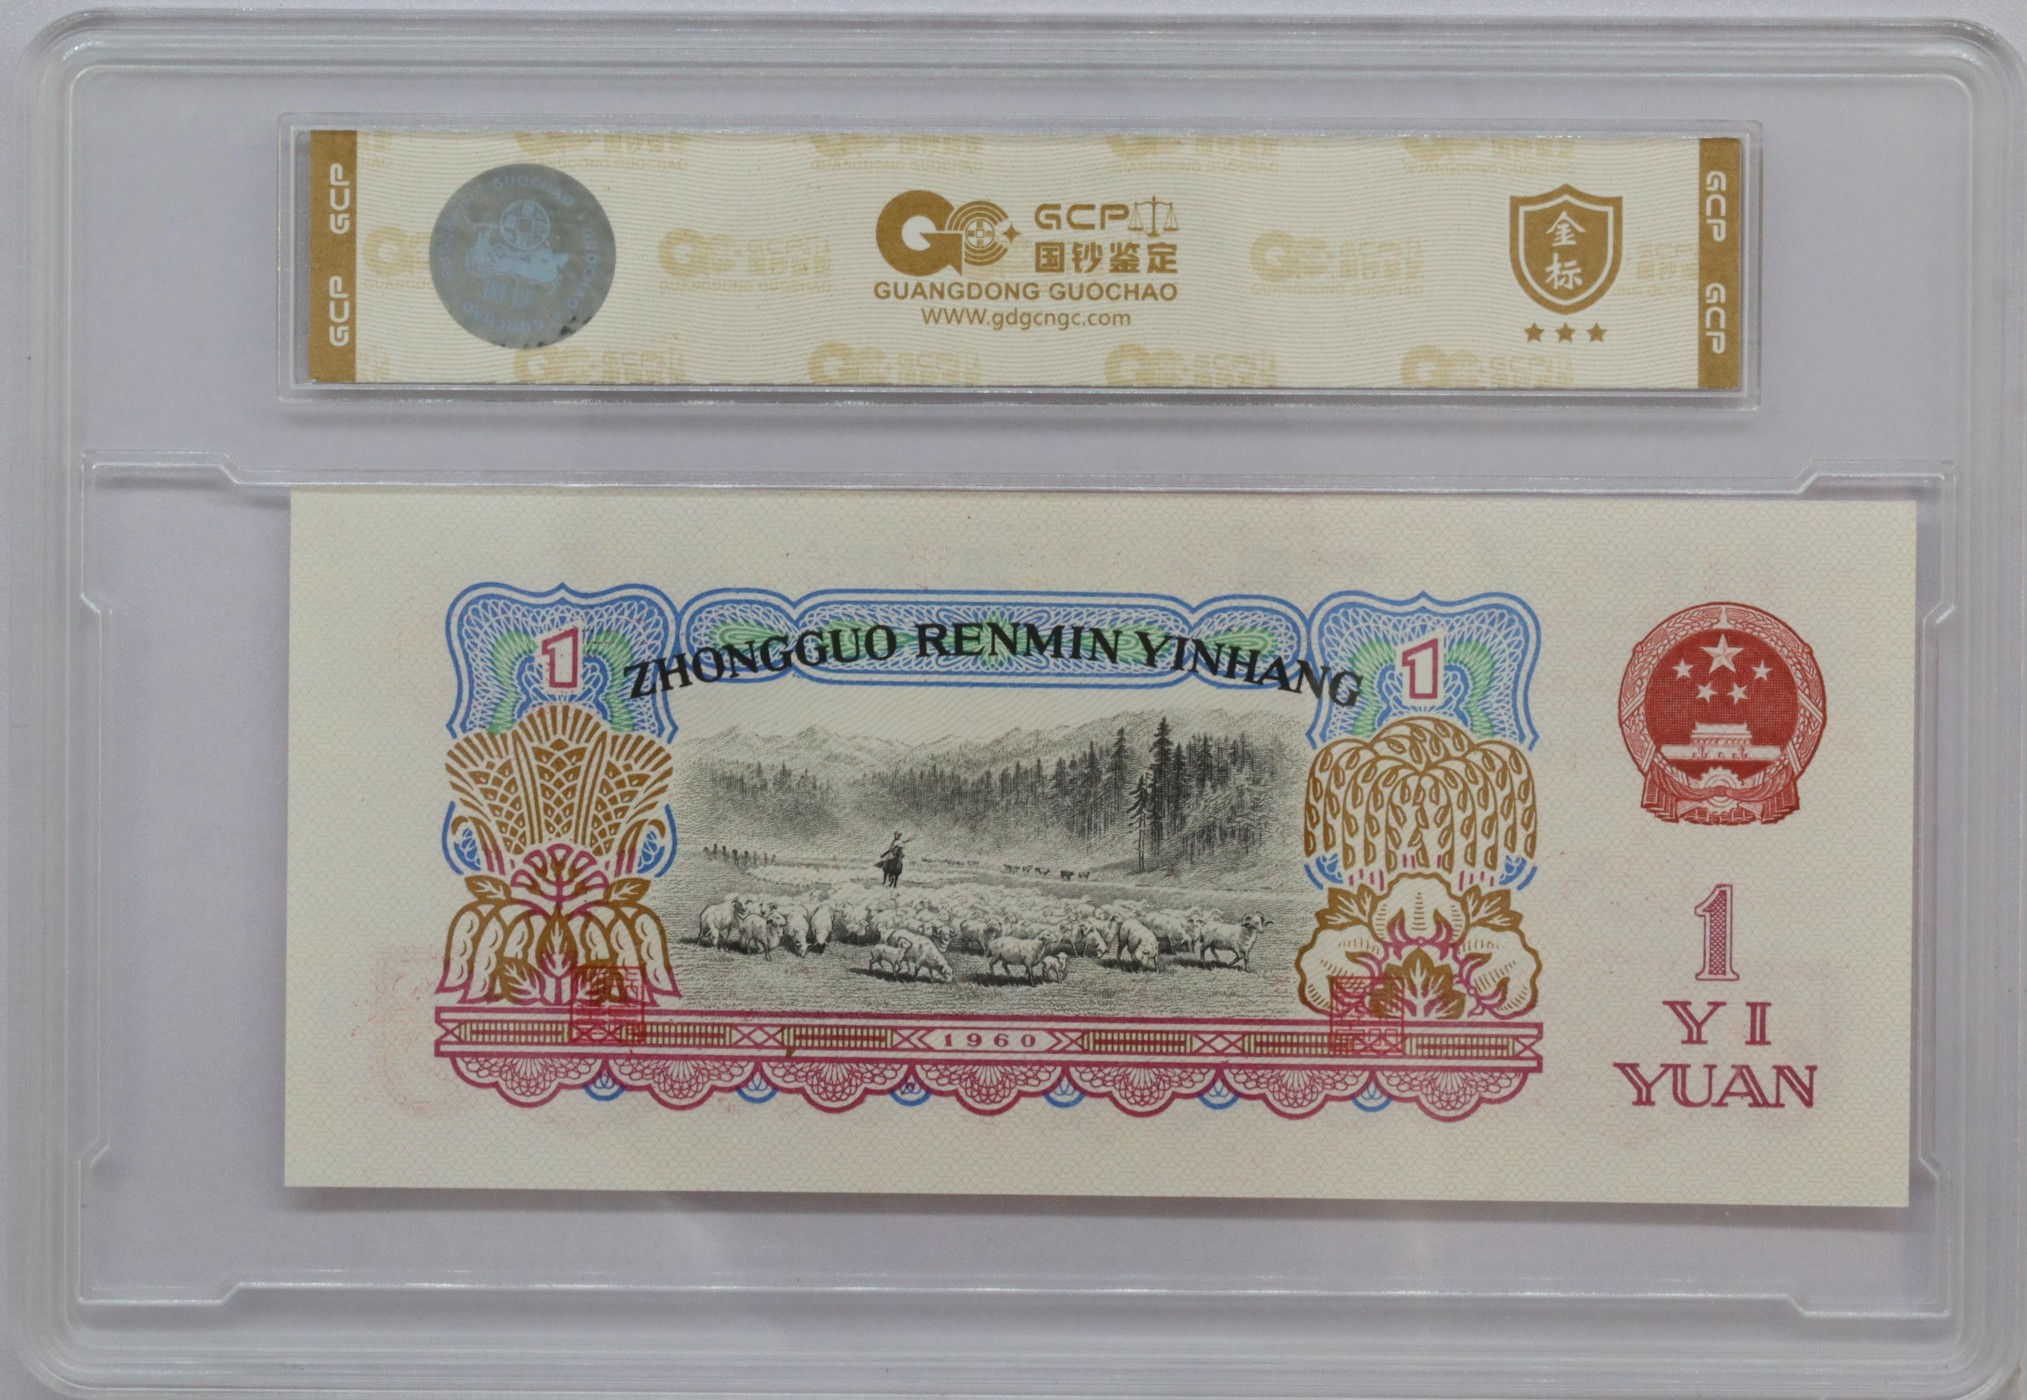 GCP GCP
GUOCHAO
GCP
国钞鉴定
GUANGDONG GUOCHAO
WWW.gdgcngc.com
金
标
GCP GCP
1
ZHONGGUO RENMIN YINHANG
1
1960
1
YI
YUAN